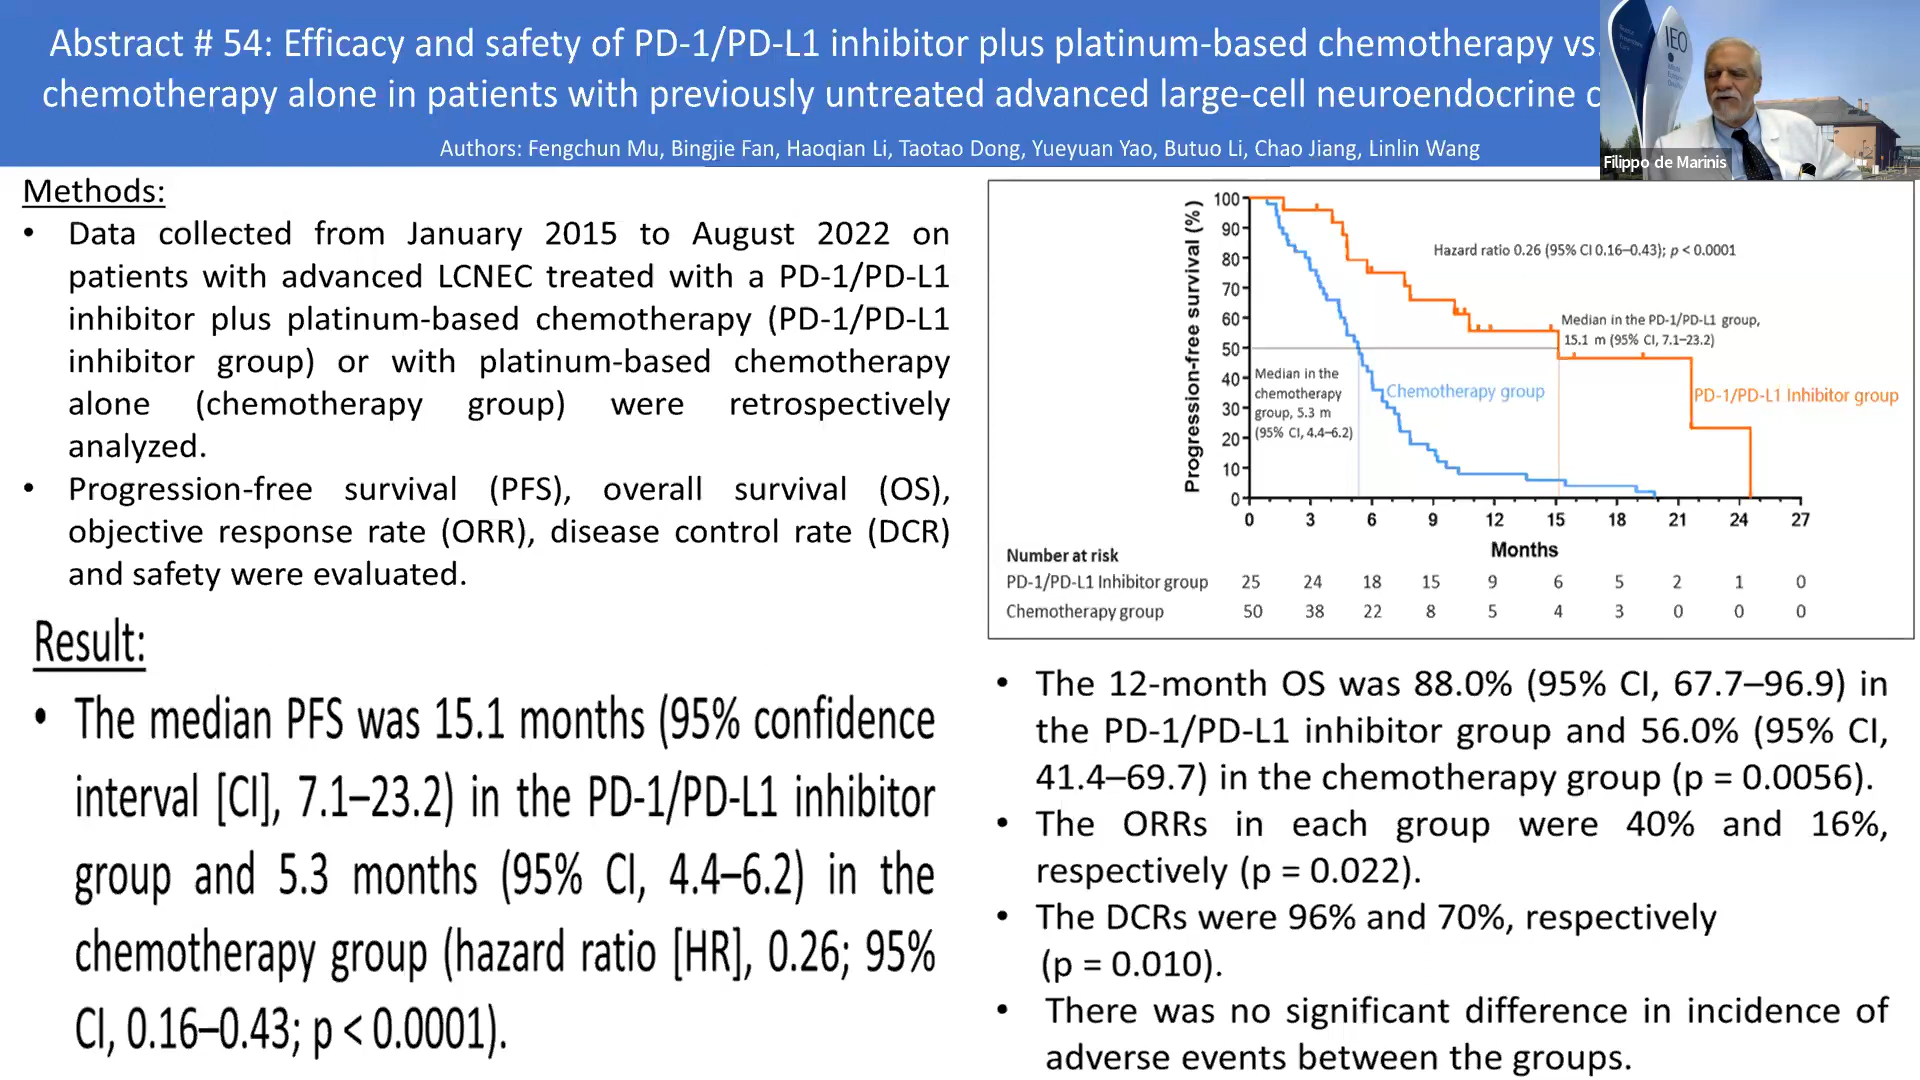 Abstract # 54: Efficacy and safety of PD-1/PD-L1 inhibitor plus platinum-based chemotherapy vs.
chemotherapy alone in patients with previously untreated advanced large-cell neuroendocrine c
Authors: Fengchun Mu, Bingjie Fan, Haoqian Li, Taotao Dong, Yueyuan Yao, Butuo Li, Chao Jiang, Linlin Wang
IEO
Filippo de Marinis
Methods:
• Data collected from January 2015 to August 2022 on
patients with advanced LCNEC treated with a PD-1/PD-L1
inhibitor plus platinum-based chemotherapy (PD-1/PD-L1
inhibitor group) or with platinum-based chemotherapy
alone (chemotherapy group) were retrospectively
analyzed.
• Progression-free survival (PFS), overall survival (OS),
objective response rate (ORR), disease control rate (DCR)
and safety were evaluated.
Result:
• The median PFS was 15.1 months (95% confidence
interval [CI], 7.1–23.2) in the PD-1/PD-L1 inhibitor
group and 5.3 months (95% CI, 4.4–6.2) in the
chemotherapy group (hazard ratio [HR], 0.26; 95%
CI, 0.16–0.43; p < 0.0001).
Progression-free survival (%)
100
90
80
70
60
50
40
30
20
10
0
Hazard ratio 0.26 (95% CI 0.16–0.43); p < 0.0001
Median in the PD-1/PD-L1 group,
15.1 m (95% CI, 7.1–23.2)
Median in the
chemotherapy
group, 5.3 m
(95% CI, 4.4–6.2)
Chemotherapy group
PD-1/PD-L1 Inhibitor group
0 3 6 9 12 15 18 21 24 27
Months
Number at risk
PD-1/PD-L1 Inhibitor group 25 24 18 15 9 6 5 2 1 0
Chemotherapy group 50 38 22 8 5 4 3 0 0 0
• The 12-month OS was 88.0% (95% CI, 67.7–96.9) in
the PD-1/PD-L1 inhibitor group and 56.0% (95% CI,
41.4–69.7) in the chemotherapy group (p = 0.0056).
• The ORRs in each group were 40% and 16%,
respectively (p = 0.022).
• The DCRs were 96% and 70%, respectively
(p = 0.010).
• There was no significant difference in incidence of
adverse events between the groups.